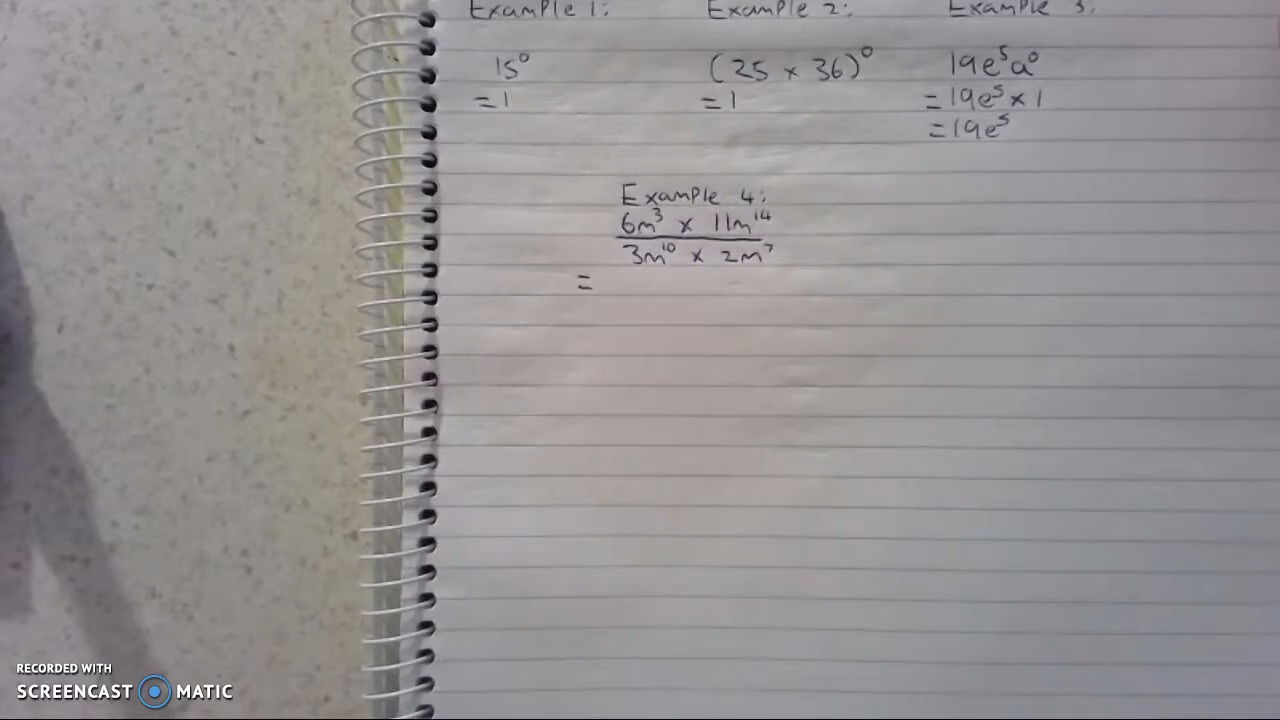 Example 1: Example 2: Example 3:
15⁰ (25 × 36)⁰ 19e⁵a⁰
=1 =1 =19e⁵×1
=19e⁵
Example 4:
6m³ × 11m¹⁴
3m¹⁰ × 2m⁷
=
RECORDED WITH
SCREENCAST MATIC